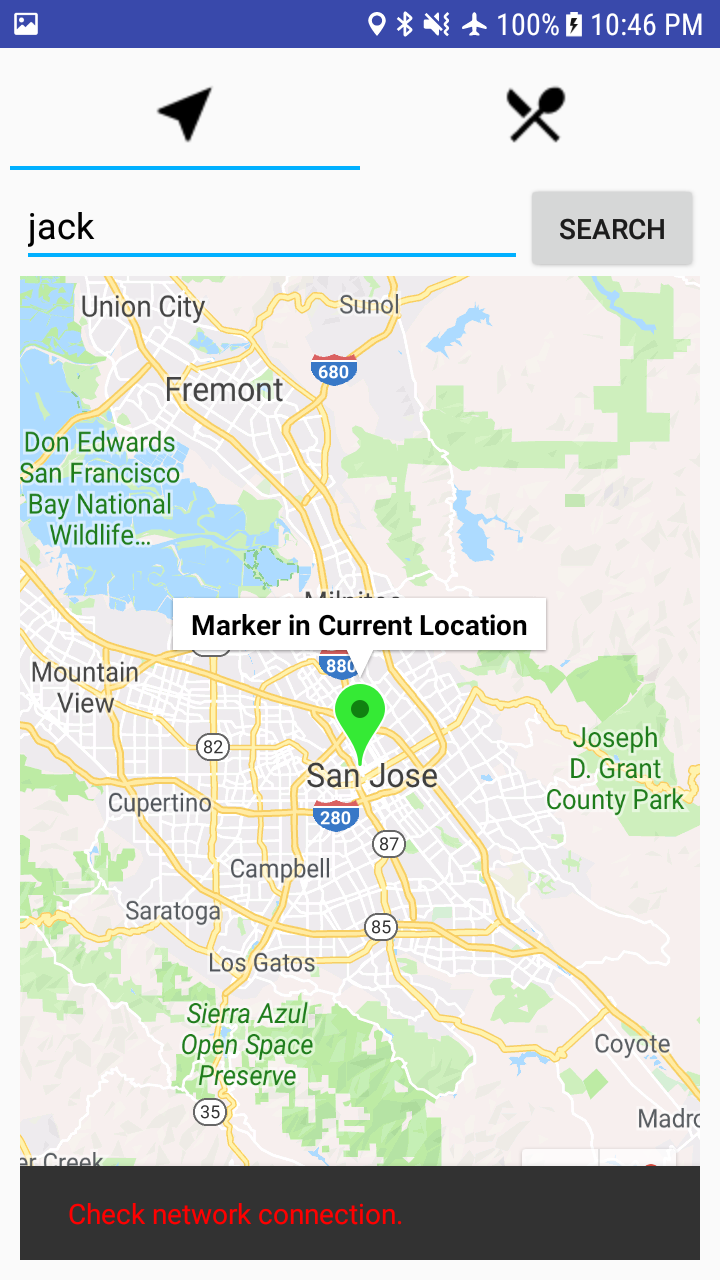 100% 10:46 PM
jack
SEARCH
Union City
Sunol
680
Fremont
Don Edwards
San Francisco
Bay National
Wildlife...
Marker in Current Location
880
Mountain
View
82
Joseph
D. Grant
County Park
San Jose
Cupertino
280
87
Campbell
Saratoga
85
Los Gatos
Sierra Azul
Open Space
Preserve
Coyote
35
Madro
er Creek
Check network connection.